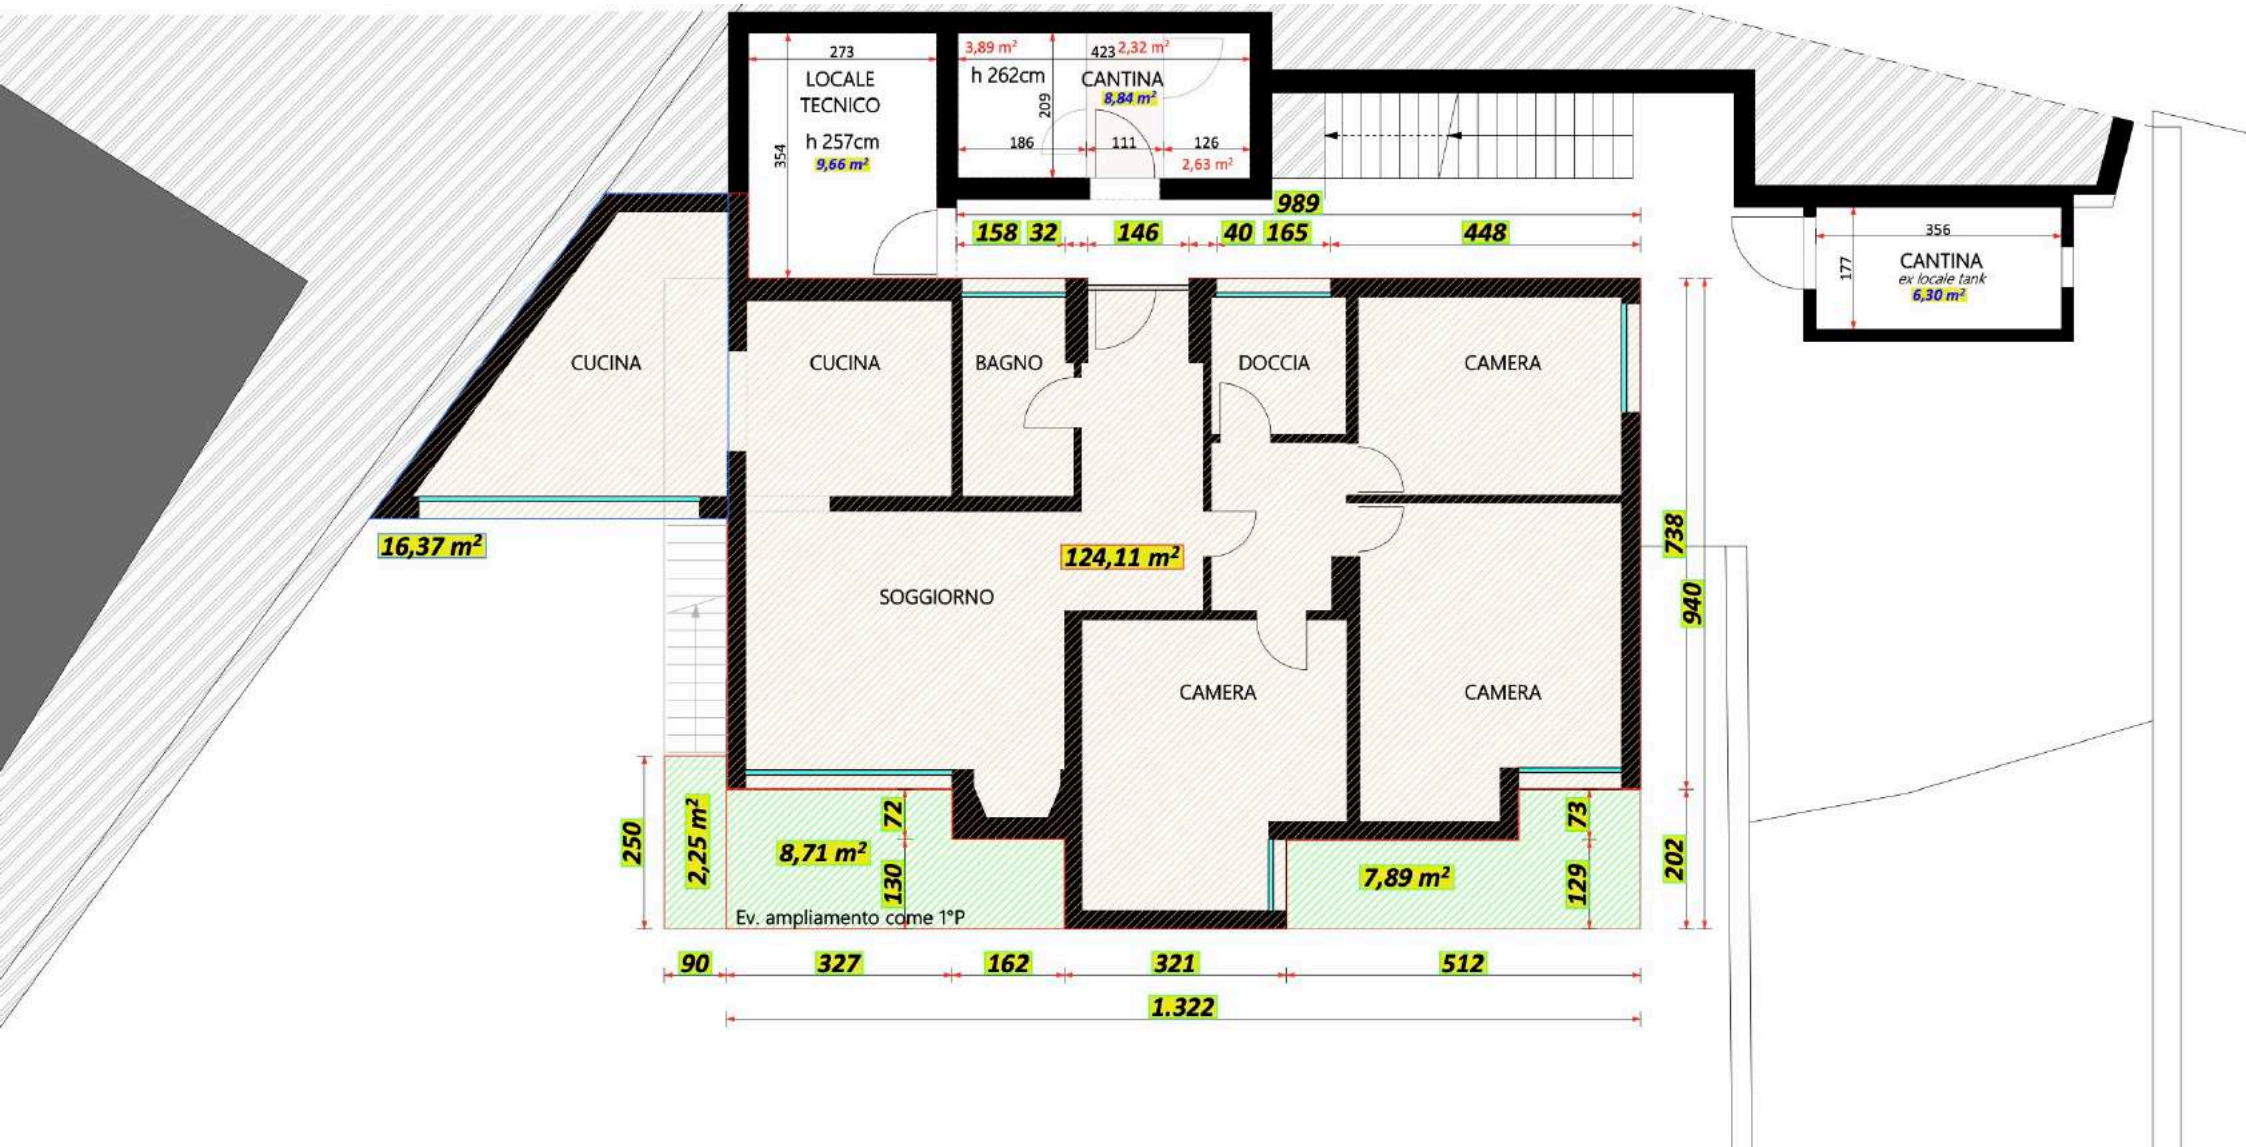 273
LOCALE
TECNICO
h 257cm
9,66 m²
354
3,89 m²
423
2,32 m²
h 262cm
CANTINA
8,84 m²
209
186
111
126
2,63 m²
989
158
32
146
40
165
448
356
177
CANTINA
ex locale tank
6,30 m²
CUCINA
CUCINA
BAGNO
DOCCIA
CAMERA
16,37 m²
124,11 m²
SOGGIORNO
738
940
CAMERA
CAMERA
250
2,25 m²
8,71 m²
72
130
7,89 m²
73
129
202
Ev. ampliamento come 1°P
90
327
162
321
512
1.322